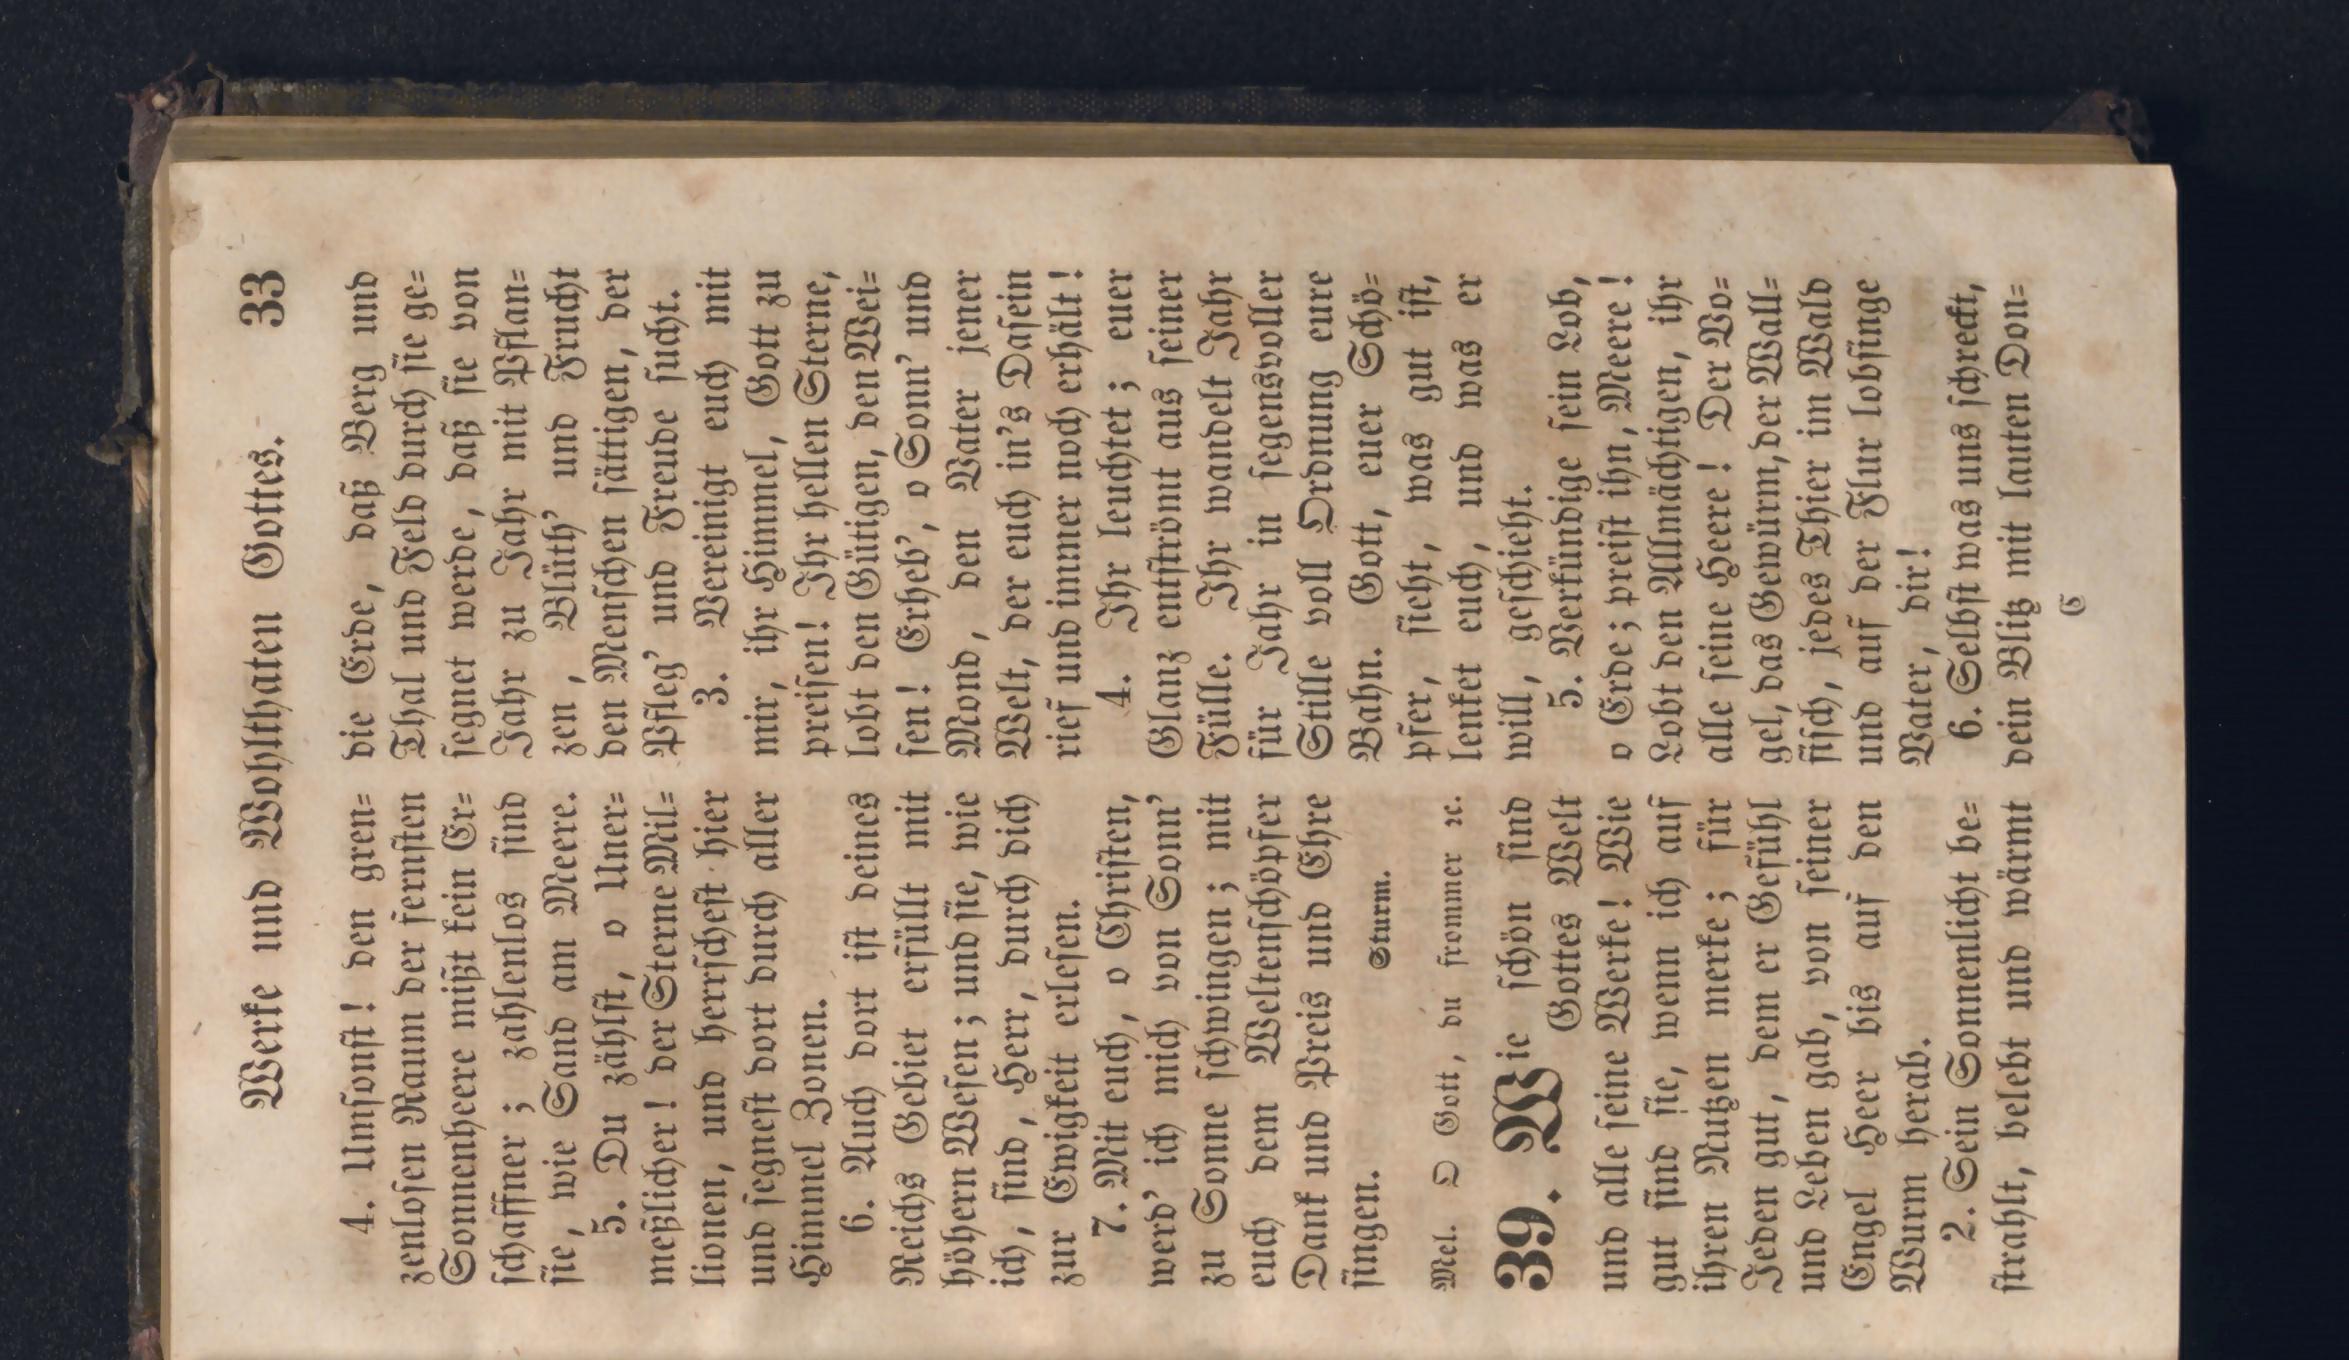 Werke und Wohlthaten Gottes. 33
4. Umsonst! den gren=
zenlosen Raum der fernsten
Sonnenheere mißt kein Er=
schaffner; zahlenlos sind
sie, wie Sand am Meere.
5. Du zählst, o Uner=
meßlicher! der Sterne Mil=
lionen, und herrschest hier
und segnest dort durch aller
Himmel Zonen.
6. Auch dort ist deines
Reichs Gebiet erfüllt mit
höhern Wesen; und sie, wie
ich, sind, Herr, durch dich
zur Ewigkeit erlesen.
7. Mit euch, o Christen,
werd' ich mich von Sonn'
zu Sonne schwingen; mit
euch dem Weltenschöpfer
Dank und Preis und Ehre
singen.
Sturm.
Mel. O Gott, du frommer ꝛc.
39. Wie schön sind
Gottes Welt
und alle seine Werke! Wie
gut sind sie, wenn ich auf
ihren Nutzen merke; für
Jeden gut, dem er Gefühl
und Leben gab, von seiner
Engel Heer bis auf den
Wurm herab.
2. Sein Sonnenlicht be=
strahlt, belebt und wärmt
die Erde, daß Berg und
Thal und Feld durch sie ge=
segnet werde, daß sie von
Jahr zu Jahr mit Pflan=
zen, Blüth' und Frucht
den Menschen sättigen, der
Pfleg' und Freude sucht.
3. Vereinigt euch mit
mir, ihr Himmel, Gott zu
preisen! Ihr hellen Sterne,
lobt den Gütigen, den Wei=
sen! Erheb', o Sonn' und
Mond, den Vater jener
Welt, der euch in's Dasein
rief und immer noch erhält!
4. Ihr leuchtet; euer
Glanz entströmt aus seiner
Fülle. Ihr wandelt Jahr
für Jahr in segensvoller
Stille voll Ordnung eure
Bahn. Gott, euer Schö=
pfer, sieht, was gut ist,
lenket euch, und was er
will, geschieht.
5. Verkündige sein Lob,
o Erde; preist ihn, Meere!
Lobt den Allmächtigen, ihr
alle seine Heere! Der Vo=
gel, das Gewürm, der Wall=
fisch, jedes Thier im Wald
und auf der Flur lobsinge
Vater, dir!
6. Selbst was uns schreckt,
dein Blitz mit lauten Don=
C